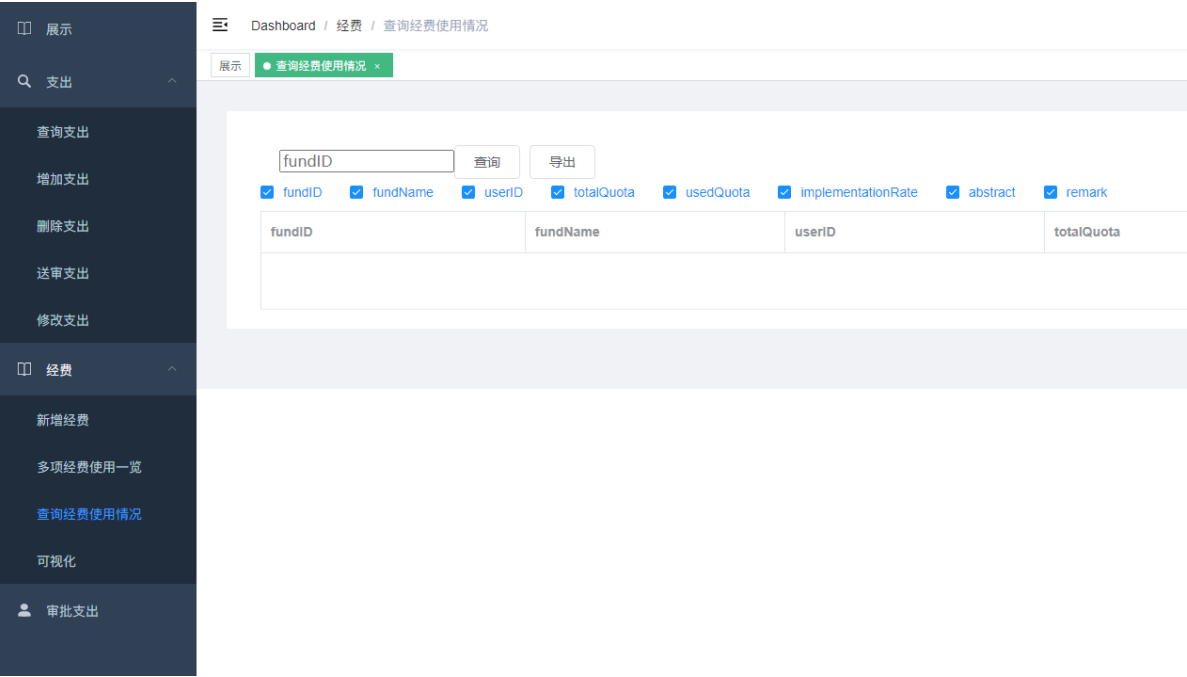 展示
支出
查询支出
增加支出
删除支出
送审支出
修改支出
经费
新增经费
多项经费使用一览
查询经费使用情况
可视化
审批支出
Dashboard / 经费 / 查询经费使用情况
展示 查询经费使用情况 ×
fundID 查询 导出
fundID fundName userID totalQuota usedQuota implementationRate abstract remark
fundID fundName userID totalQuota